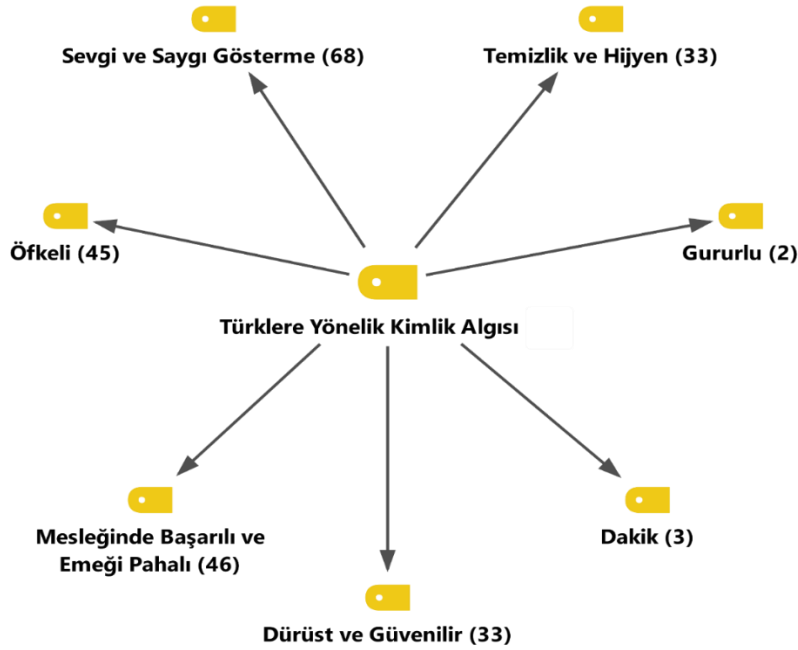 Sevgi ve Saygı Gösterme (68)
Temizlik ve Hijyen (33)
Öfkeli (45)
Gururlu (2)
Türklere Yönelik Kimlik Algısı
Mesleğinde Başarılı ve
Emeği Pahalı (46)
Dakik (3)
Dürüst ve Güvenilir (33)